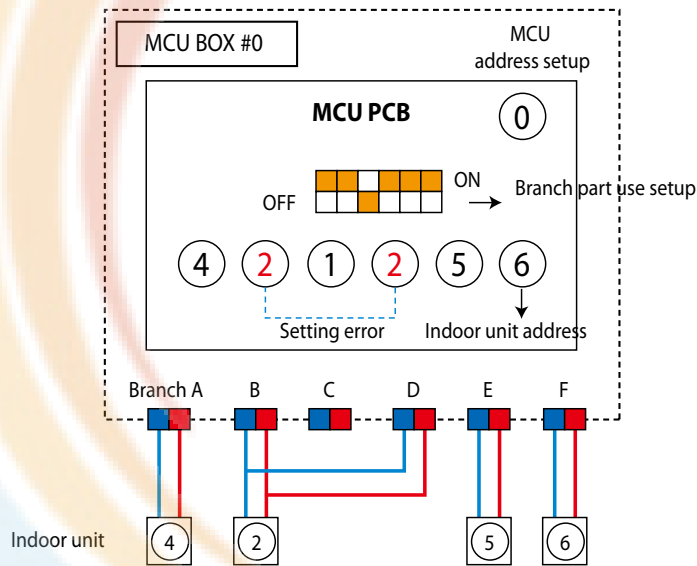 MCU BOX #0
MCU
address setup
MCU PCB
0
ON
OFF
Branch part use setup
4 2 1 2 5 6
Setting error
Indoor unit address
Branch A B C D E F
Indoor unit
4 2 5 6